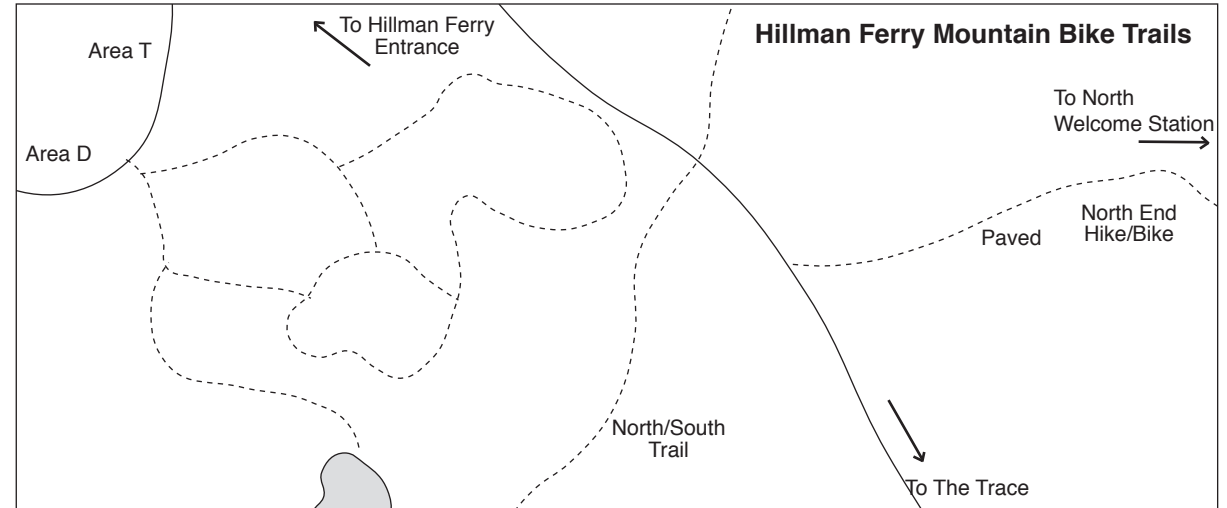 Hillman Ferry Mountain Bike Trails
Area T
To Hillman Ferry
Entrance
To North
Welcome Station
Area D
North End
Hike/Bike
Paved
North/South
Trail
To The Trace